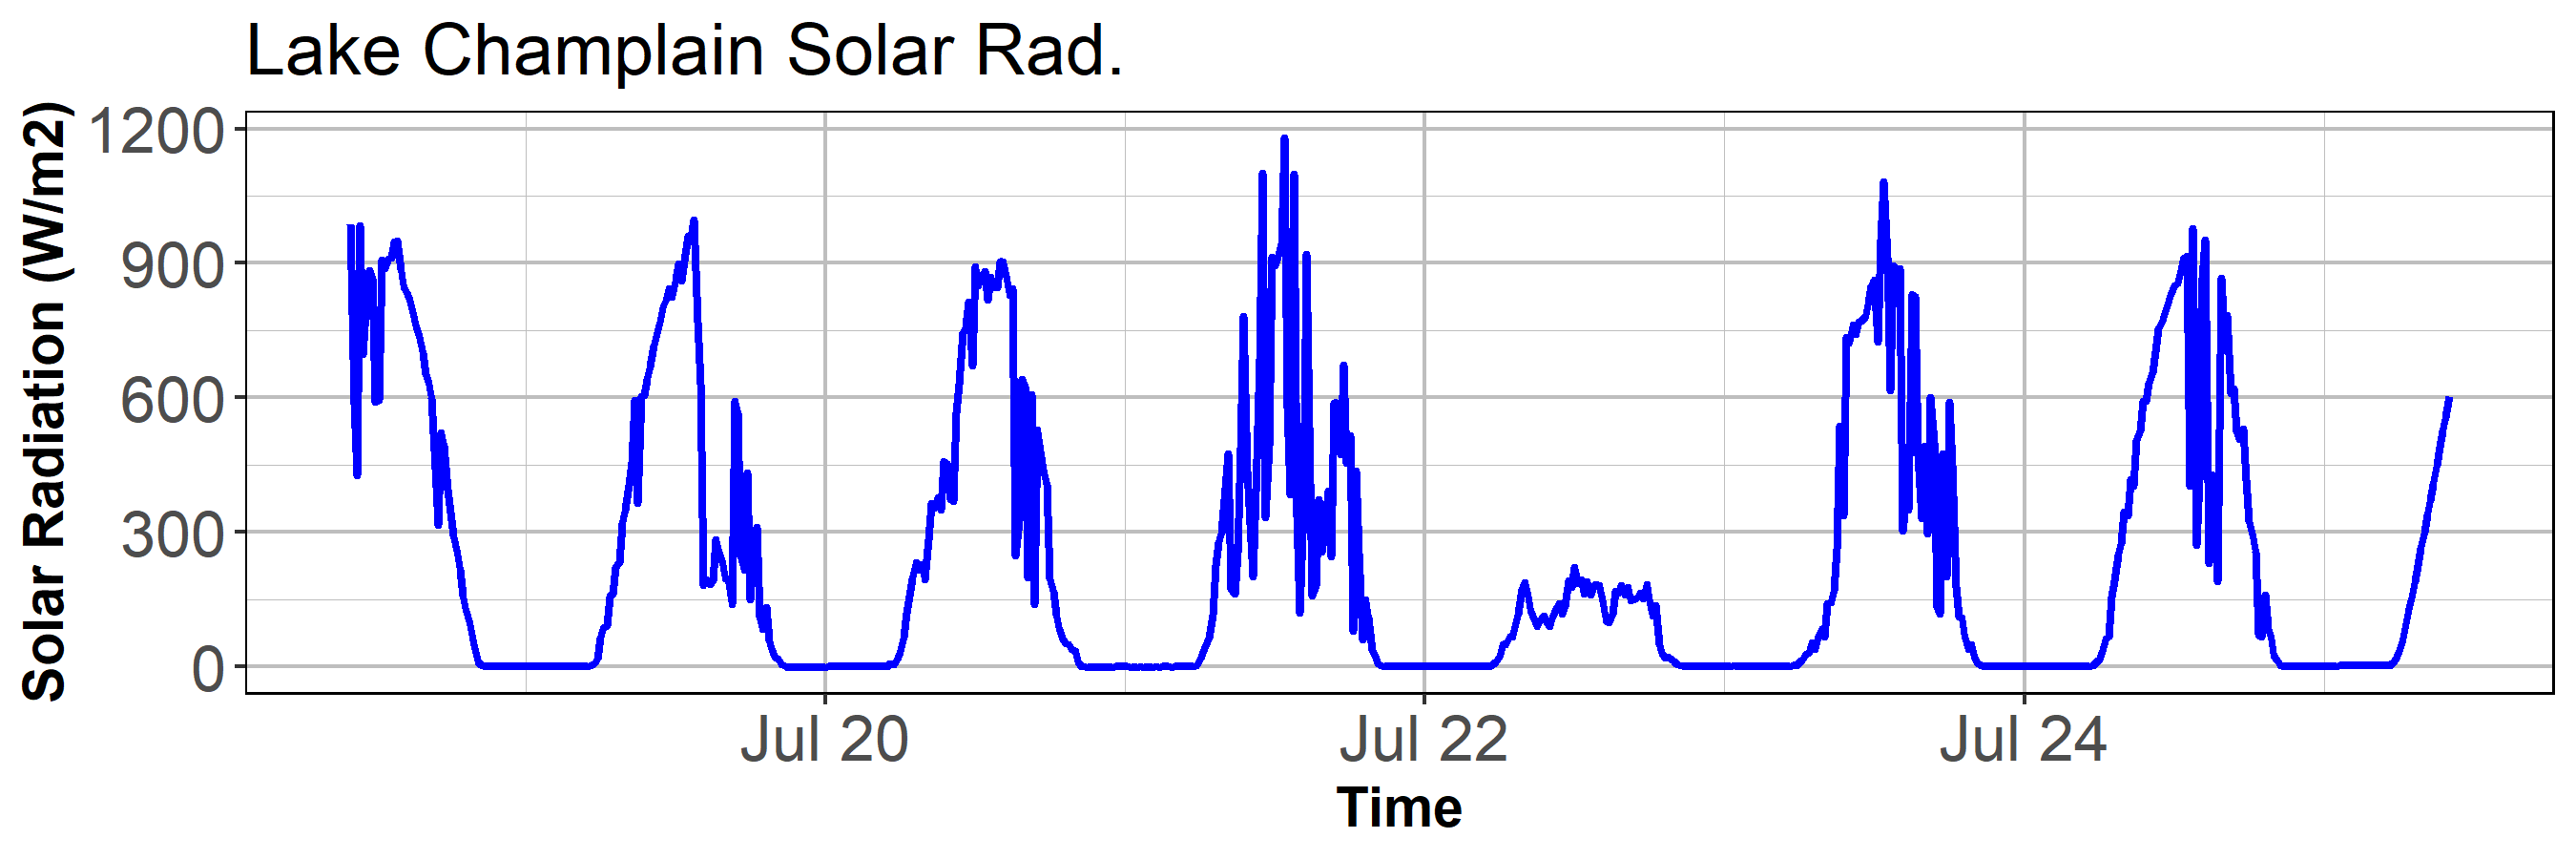 Lake Champlain Solar Rad.
Solar Radiation (W/m2)
1200
900
600
300
0
Jul 20 Jul 22 Jul 24
Time